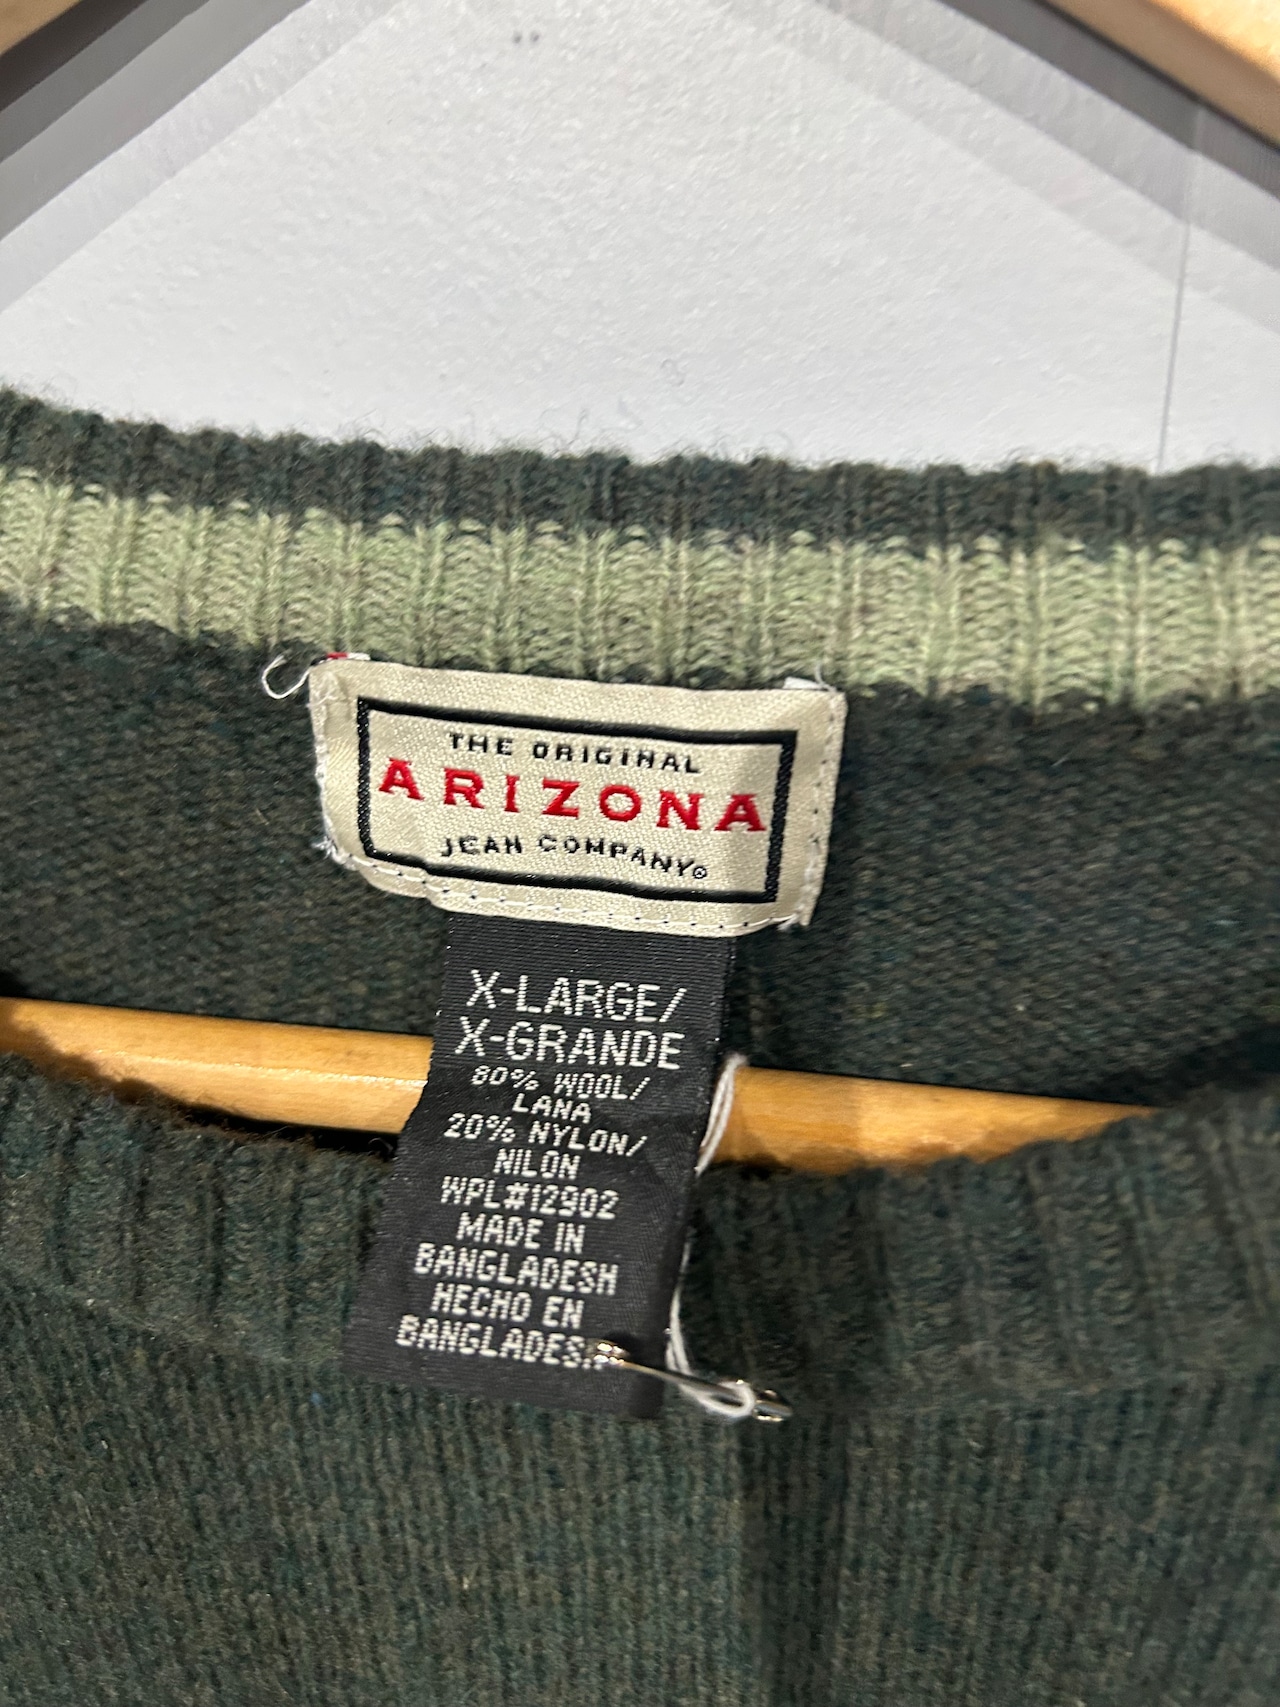 THE ORIGINAL
ARIZONA
JEAN COMPANY®
X-LARGE/
X-GRANDE
80% WOOL/
LANA
20% NYLON/
NILON
WPL#12902
MADE IN
BANGLADESH
HECHO EN
BANGLADESH